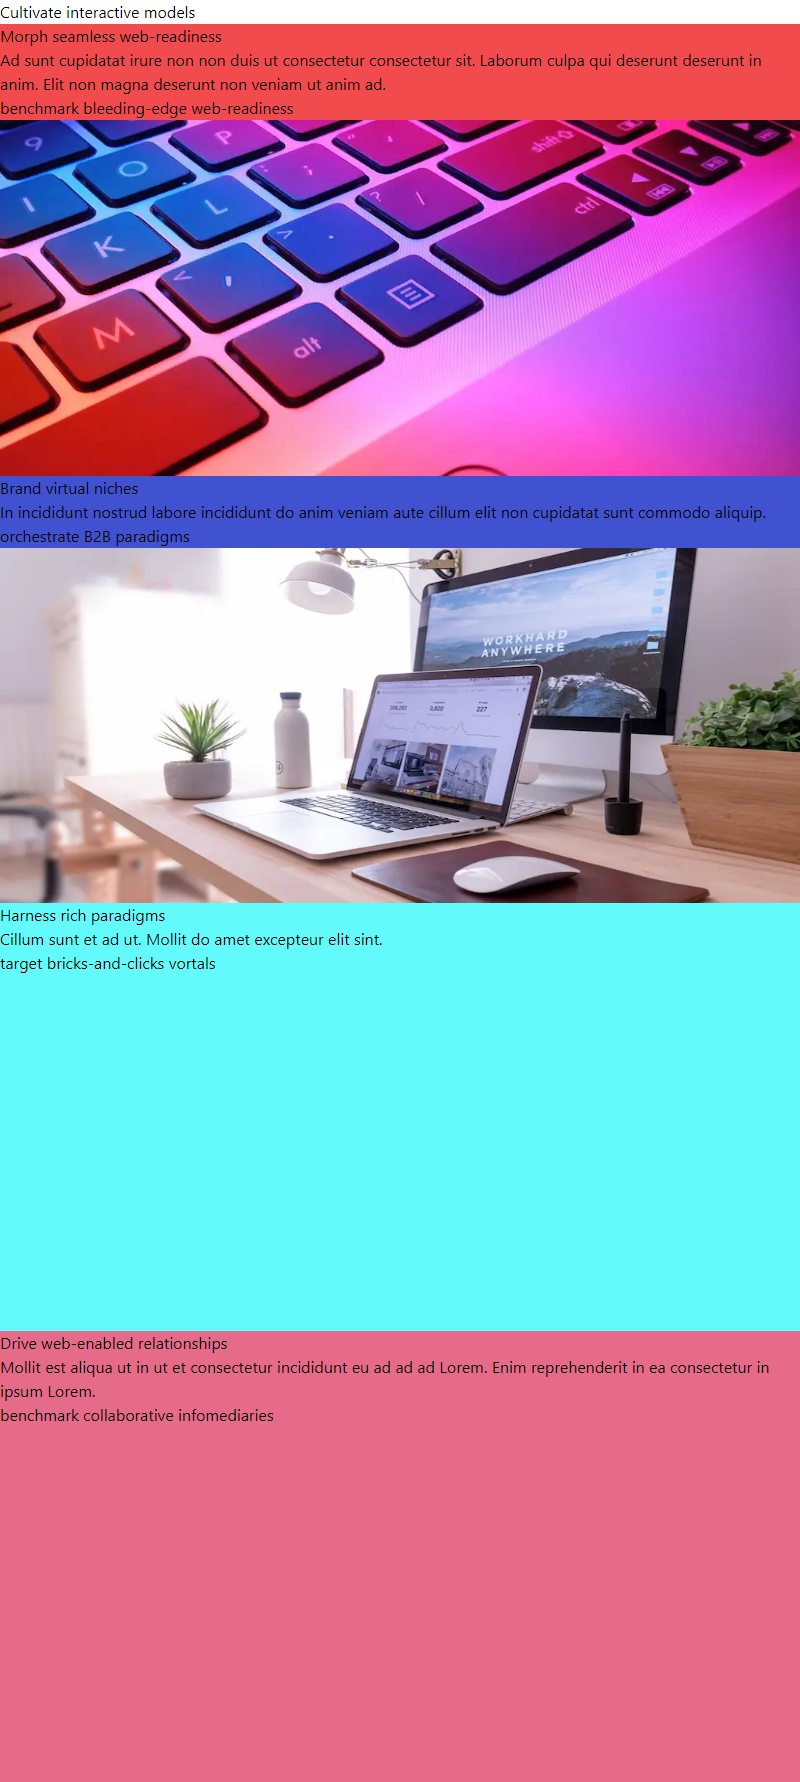 Cultivate interactive models
Morph seamless web-readiness
Ad sunt cupidatat irure non non duis ut consectetur consectetur sit. Laborum culpa qui deserunt deserunt in
anim. Elit non magna deserunt non veniam ut anim ad.
benchmark bleeding-edge web-readiness
9
O
P
shift
I
L
?
/
ctrl
K
M
alt
Brand virtual niches
In incididunt nostrud labore incididunt do anim veniam aute cillum elit non cupidatat sunt commodo aliquip.
orchestrate B2B paradigms
WORKHARD
ANYWHERE
Harness rich paradigms
Cillum sunt et ad ut. Mollit do amet excepteur elit sint.
target bricks-and-clicks vortals
Drive web-enabled relationships
Mollit est aliqua ut in ut et consectetur incididunt eu ad ad ad Lorem. Enim reprehenderit in ea consectetur in
ipsum Lorem.
benchmark collaborative infomediaries